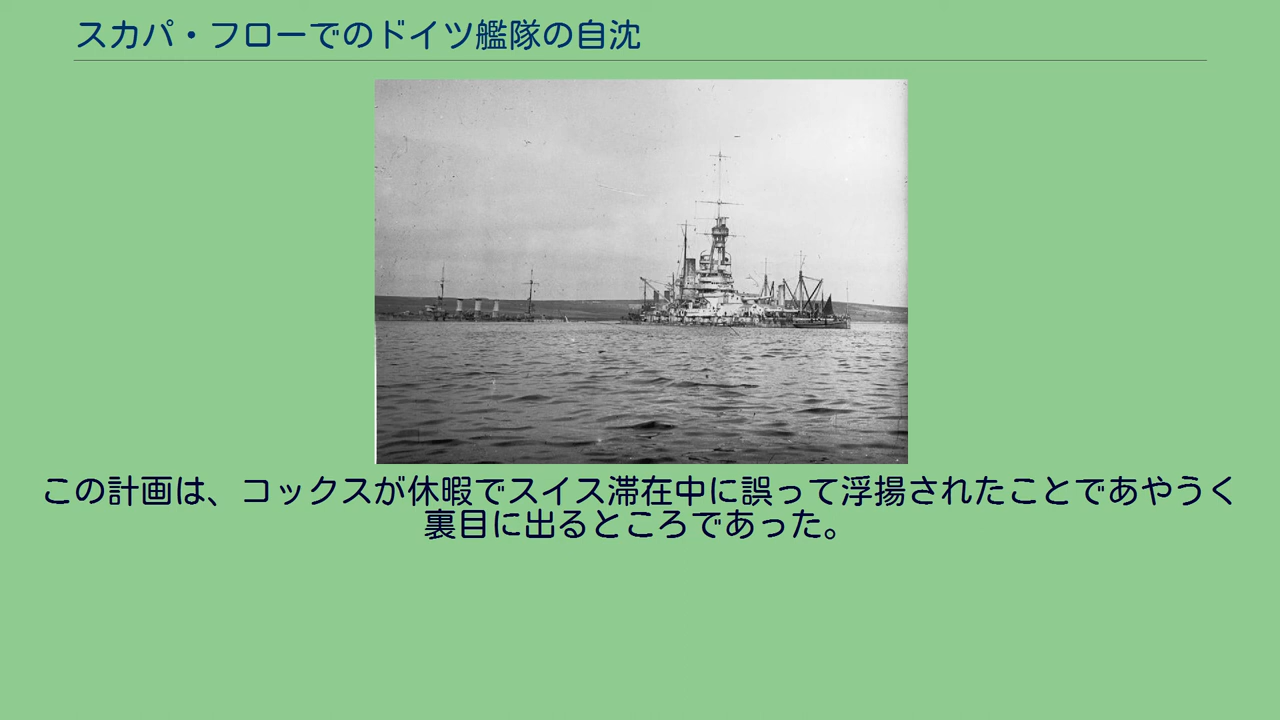 スカパ・フローでのドイツ艦隊の自沈
この計画は、コックスが休暇でスイス滞在中に誤って浮揚されたことであやうく
裏目に出るところであった。